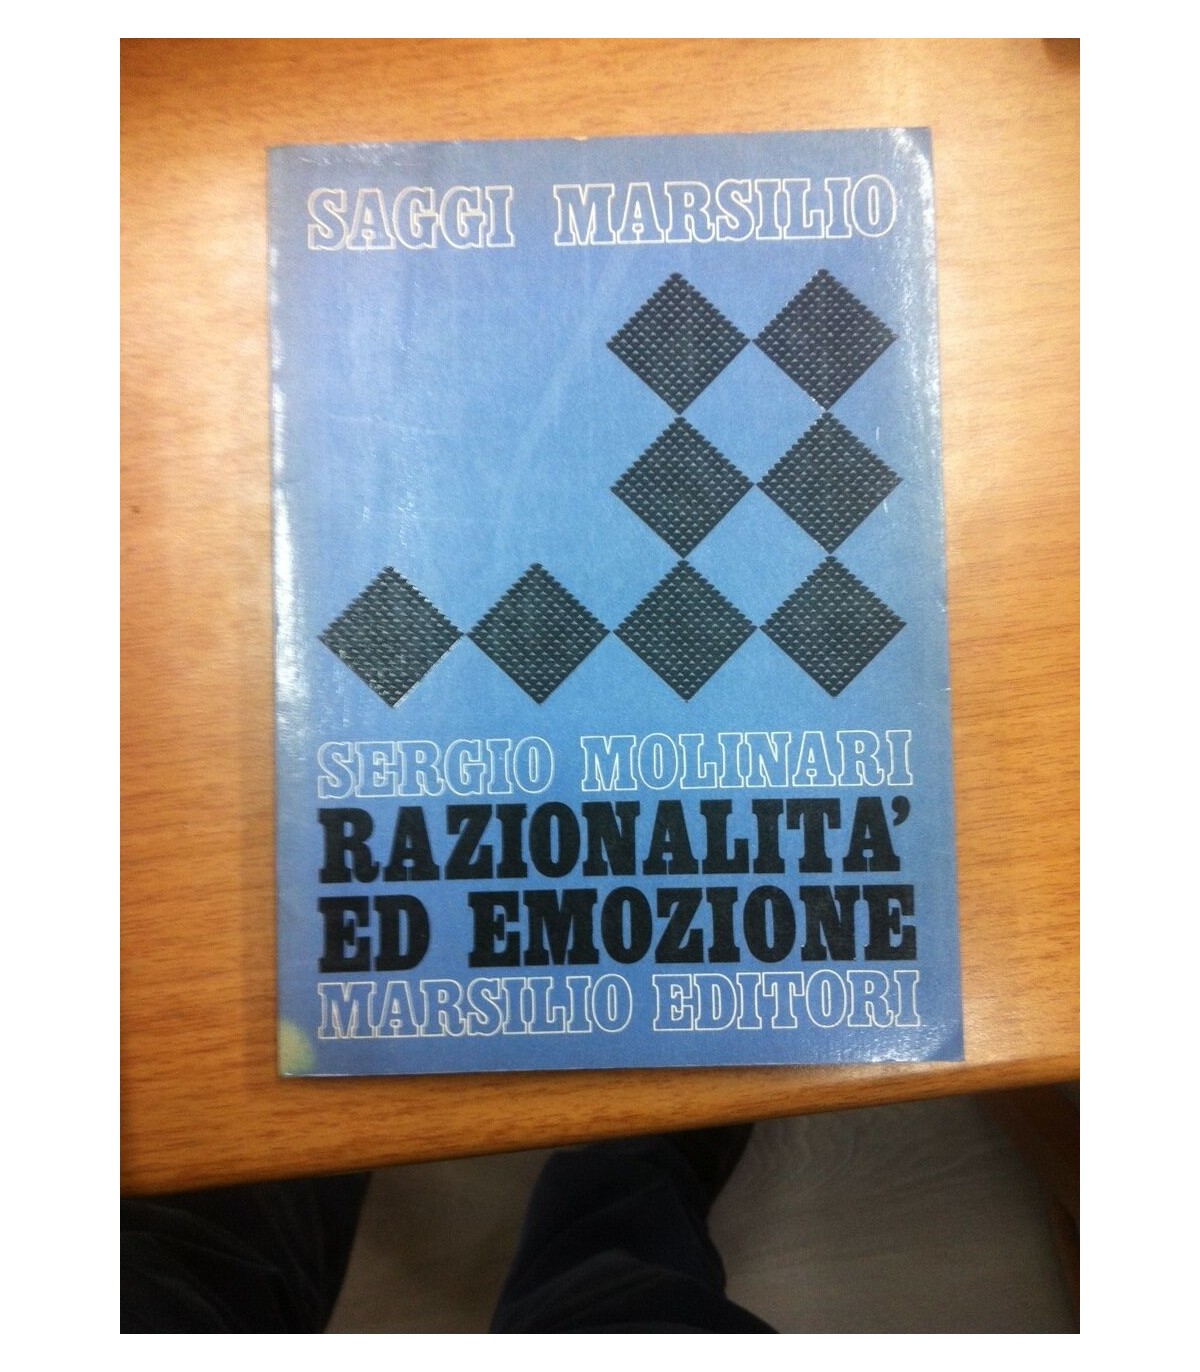 SAGGI MARSILIO
SERGIO MOLINARI
RAZIONALITA'
ED EMOZIONE
MARSILIO EDITORI